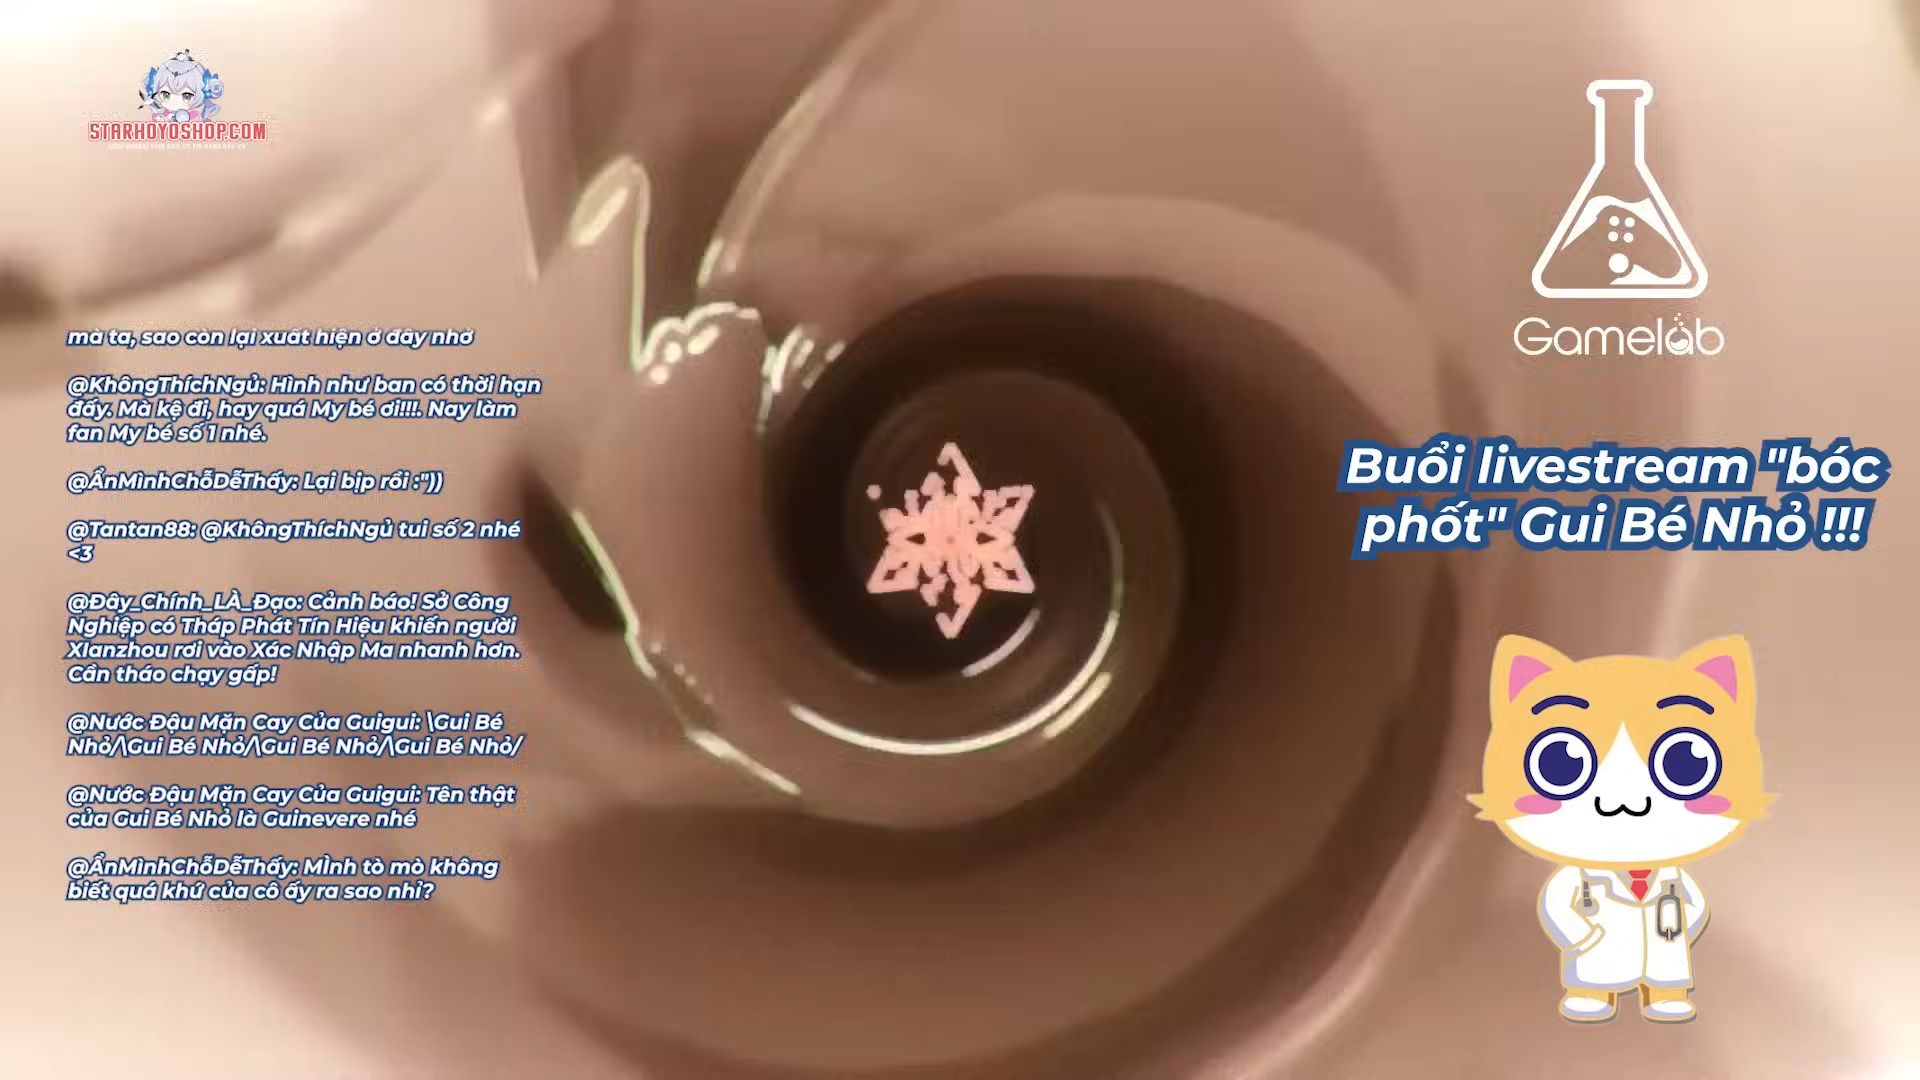 STARHOYOSHOP.COM
Gamelab
mà ta, sao còn lại xuất hiện ở đây nhở
@KhôngThíchNgủ: Hình như ban có thời hạn
đấy. Mà kệ đi, hay quá My bé ơi!!!. Nay làm
fan My bé số 1 nhé.
@ẨnMìnhChỗDễThấy: Lại bịp rồi :"))
@Tantan88: @KhôngThíchNgủ tui số 2 nhé
<3
@Đây_Chính_LÀ_Đạo: Cảnh báo! Sở Công
Nghiệp có Tháp Phát Tín Hiệu khiến người
XIanzhou rơi vào Xác Nhập Ma nhanh hơn.
Cần tháo chạy gấp!
@Nước Đậu Mặn Cay Của Guigui: \Gui Bé
Nhỏ/\Gui Bé Nhỏ/\Gui Bé Nhỏ/\Gui Bé Nhỏ/
@Nước Đậu Mặn Cay Của Guigui: Tên thật
của Gui Bé Nhỏ là Guinevere nhé
@ẨnMìnhChỗDễThấy: MÌnh tò mò không
biết quá khứ của cô ấy ra sao nhỉ?
Buổi livestream "bóc
phốt" Gui Bé Nhỏ !!!